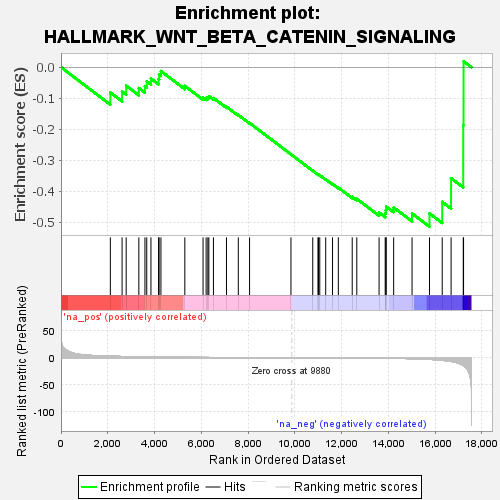 Enrichment plot:
HALLMARK_WNT_BETA_CATENIN_SIGNALING
Enrichment score (ES)
0.0
-0.1
-0.2
-0.3
-0.4
-0.5
'na_pos' (positively correlated)
Ranked list metric (PreRanked)
50
0
-50
-100
Zero cross at 9880
'na_neg' (negatively correlated)
0 2,000 4,000 6,000 8,000 10,000 12,000 14,000 16,000 18,000
Rank in Ordered Dataset
Enrichment profile Hits Ranking metric scores